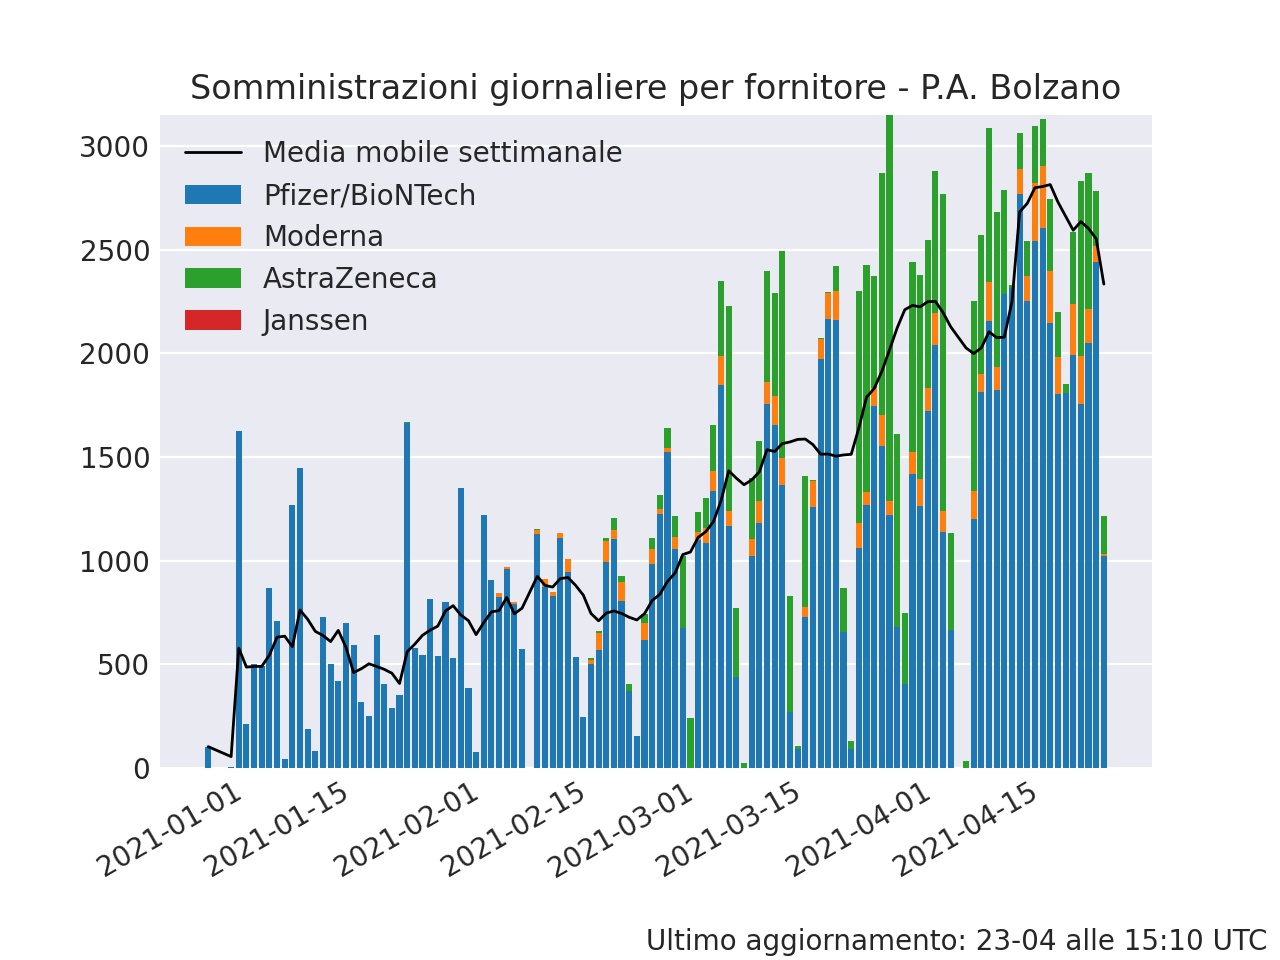 Somministrazioni giornaliere per fornitore - P.A. Bolzano
Media mobile settimanale
Pfizer/BioNTech
Moderna
AstraZeneca
Janssen
3000
2500
2000
1500
1000
500
0
2021-01-01
2021-01-15
2021-02-01
2021-02-15
2021-03-01
2021-03-15
2021-04-01
2021-04-15
Ultimo aggiornamento: 23-04 alle 15:10 UTC